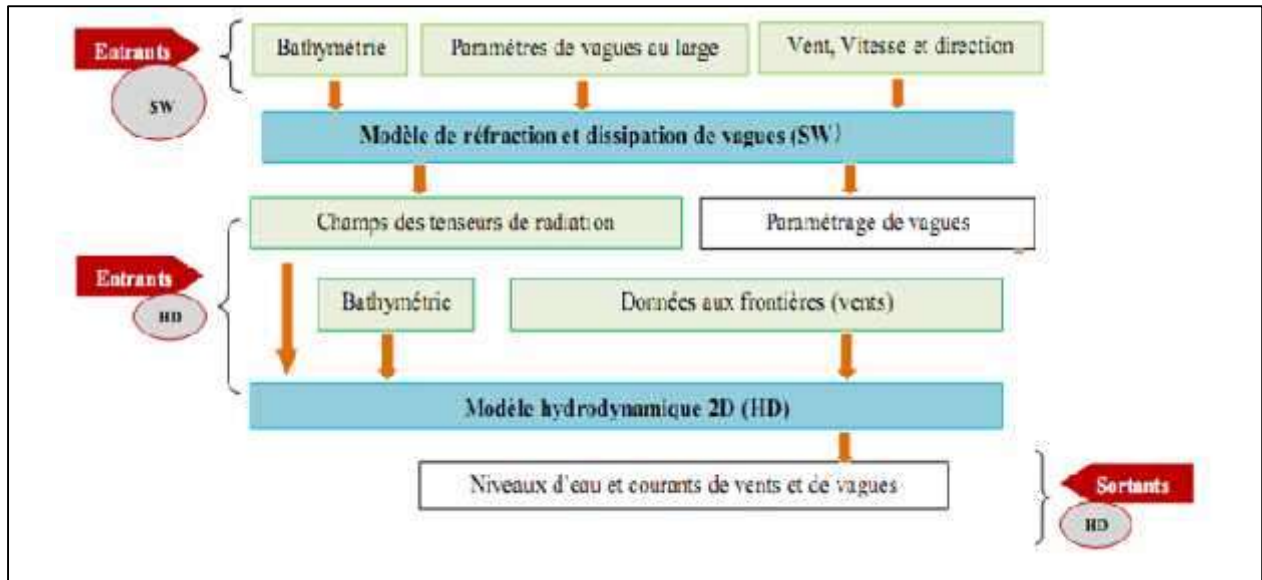 Entrants
SW
Bathymétrie
Paramètres de vagues au large
Vent, Vitesse et direction
Modèle de réfraction et dissipation de vagues (SW)
Champs des tenseurs de radiation
Paramétrage de vagues
Entrants
HD
Bathymétrie
Données aux frontières (vents)
Modèle hydrodynamique 2D (HD)
Niveaux d'eau et courants de vents et de vagues
Sortants
HD